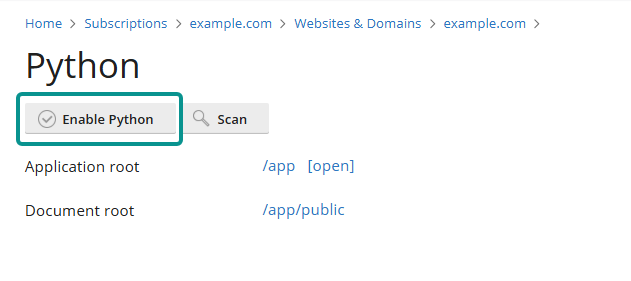 Home > Subscriptions > example.com > Websites & Domains > example.com >
Python
Enable Python Scan
Application root /app [open]
Document root /app/public